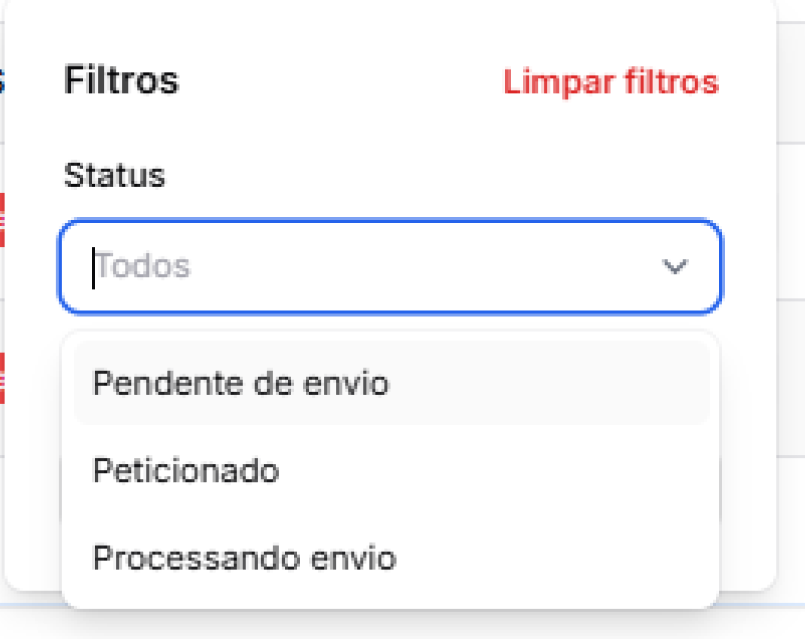 Filtros
Limpar filtros
Status
Todos
Pendente de envio
Peticionado
Processando envio